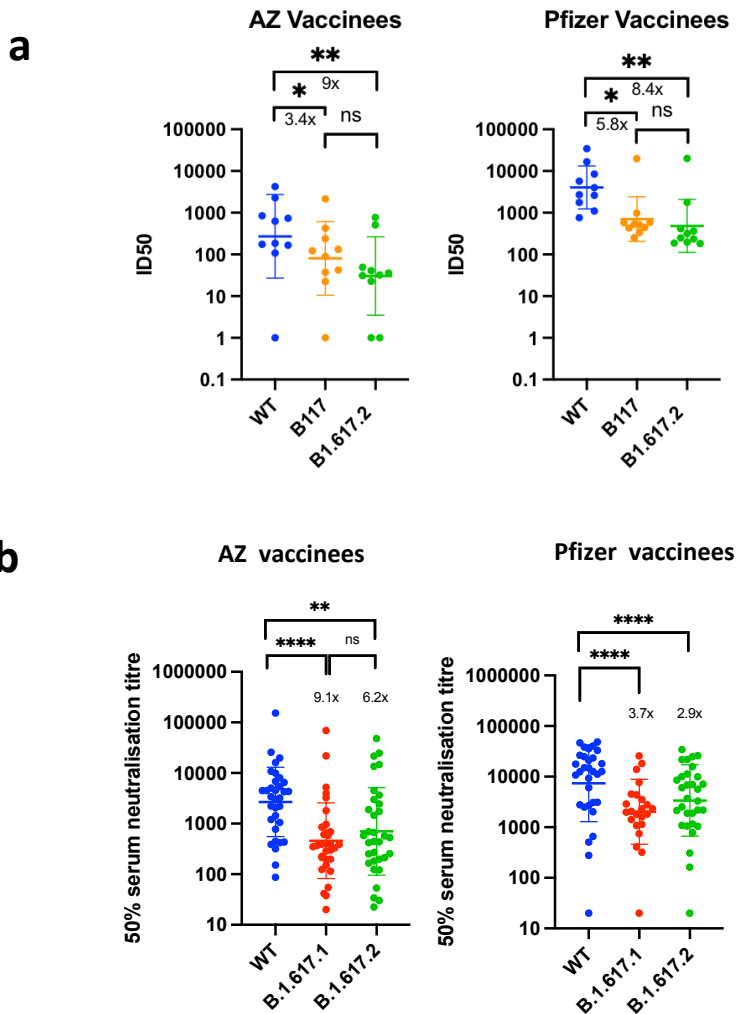 a
AZ Vaccinees
**
9x
*
3.4x
ns
100000
10000
1000
100
10
1
0.1
ID50
WT
B117
B1.617.2
Pfizer Vaccinees
**
8.4x
*
5.8x
ns
100000
10000
1000
100
10
1
0.1
ID50
WT
B117
B1.617.2
b
AZ vaccinees
**
****
ns
9.1x
6.2x
1000000
100000
10000
1000
100
10
50% serum neutralisation titre
WT
B.1.617.1
B.1.617.2
Pfizer vaccinees
****
****
3.7x
2.9x
1000000
100000
10000
1000
100
10
50% serum neutralisation titre
WT
B.1.617.1
B.1.617.2